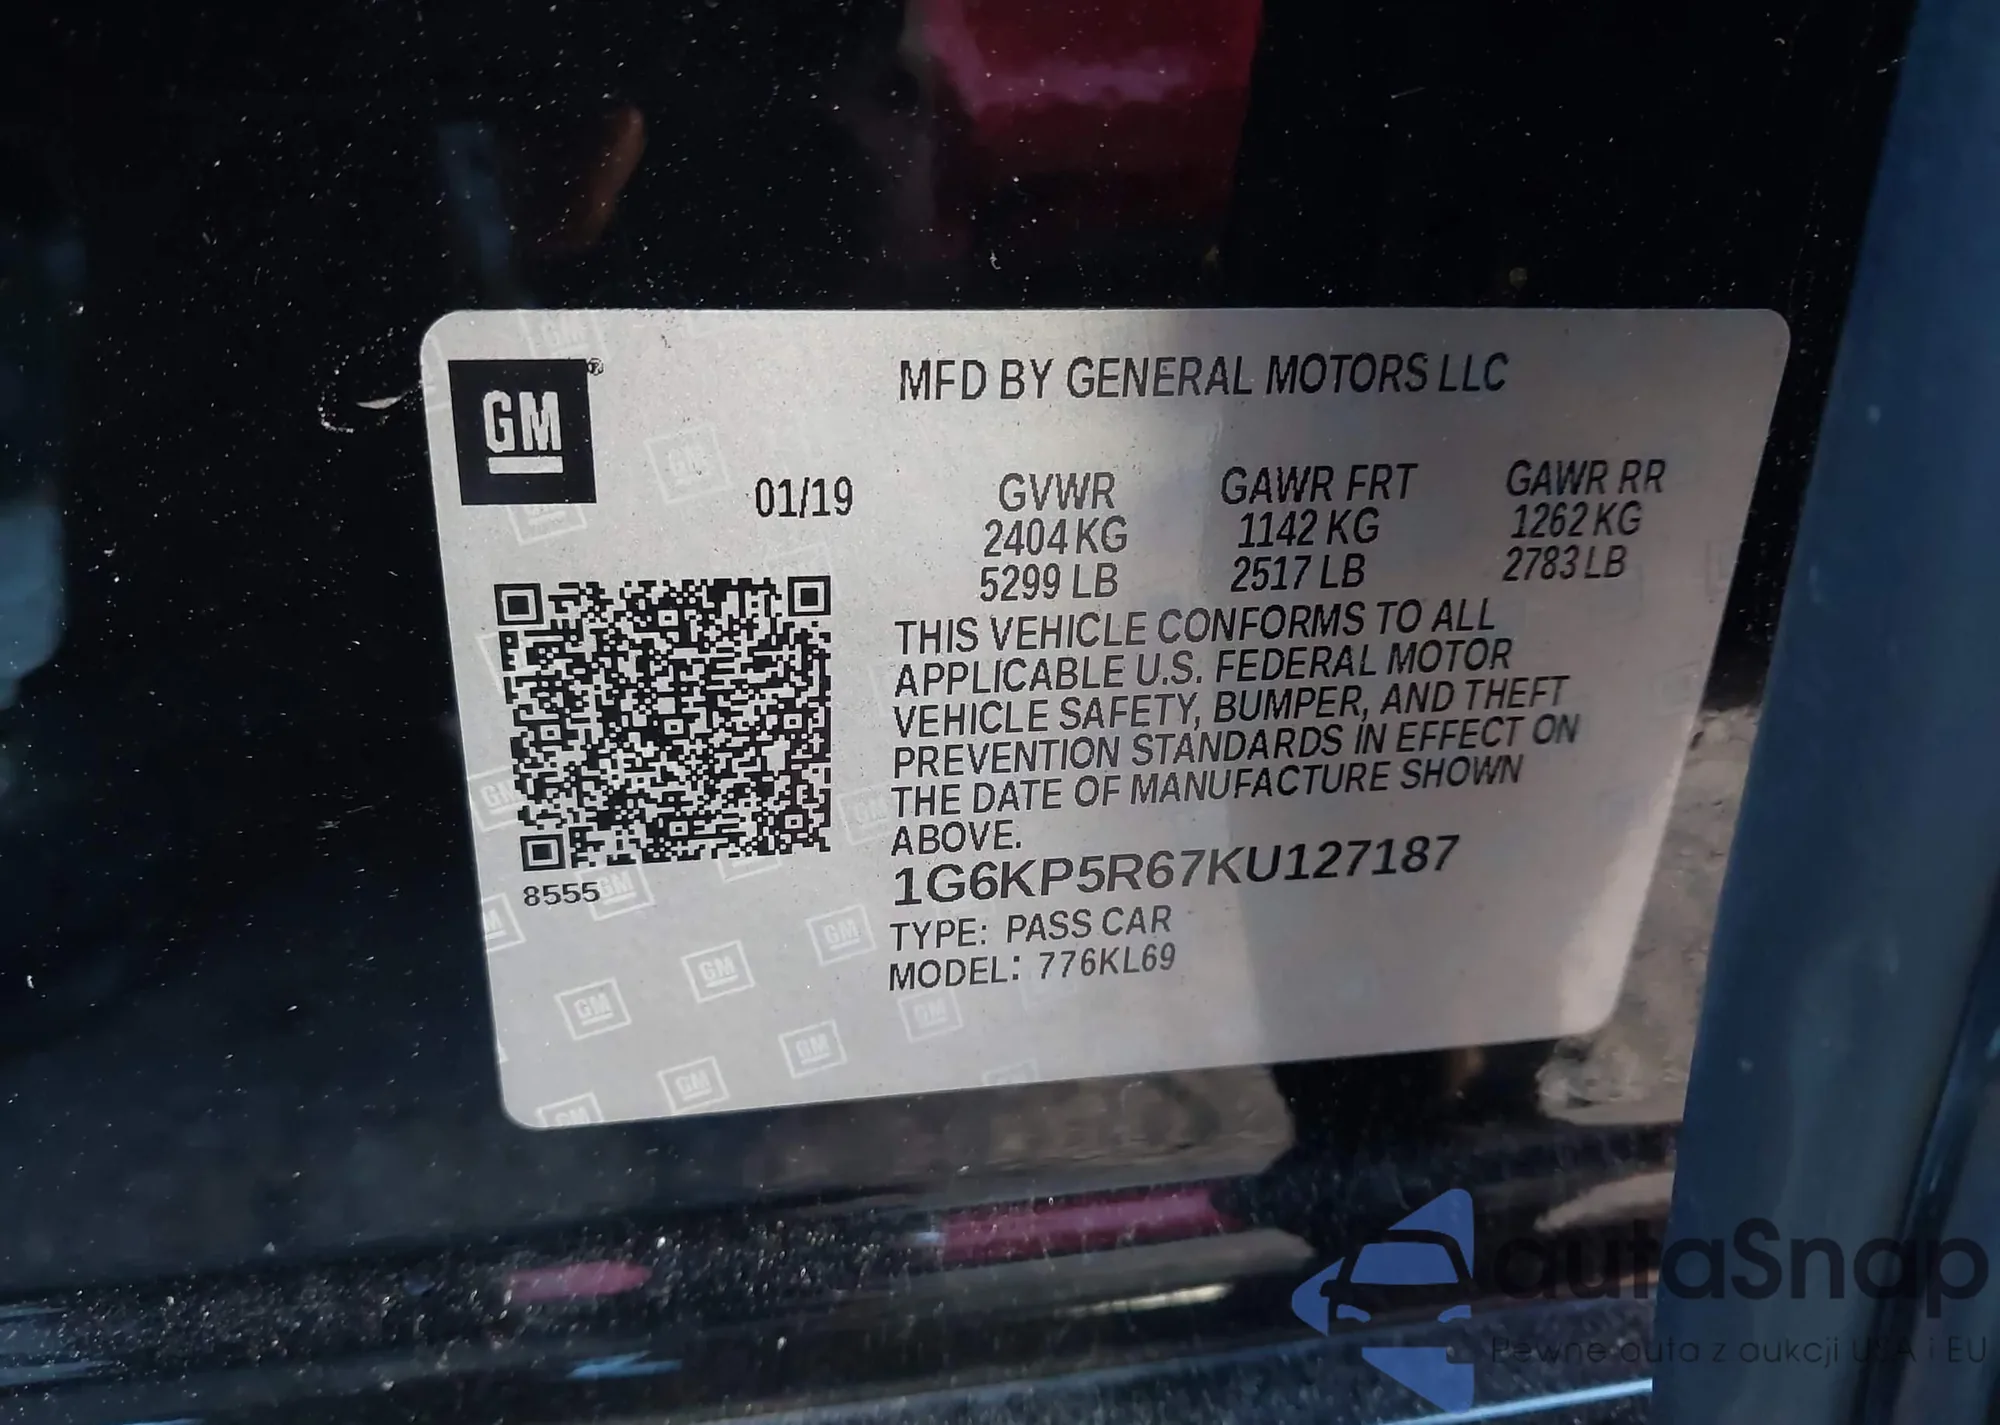 GM
®
MFD BY GENERAL MOTORS LLC
01/19
GVWR GAWR FRT GAWR RR
2404 KG 1142 KG 1262 KG
5299 LB 2517 LB 2783 LB
THIS VEHICLE CONFORMS TO ALL
APPLICABLE U.S. FEDERAL MOTOR
VEHICLE SAFETY, BUMPER, AND THEFT
PREVENTION STANDARDS IN EFFECT ON
THE DATE OF MANUFACTURE SHOWN
ABOVE.
1G6KP5R67KU127187
TYPE: PASS CAR
MODEL: 776KL69
8555
autaSnap
Pewne auta z aukcji USA i EU